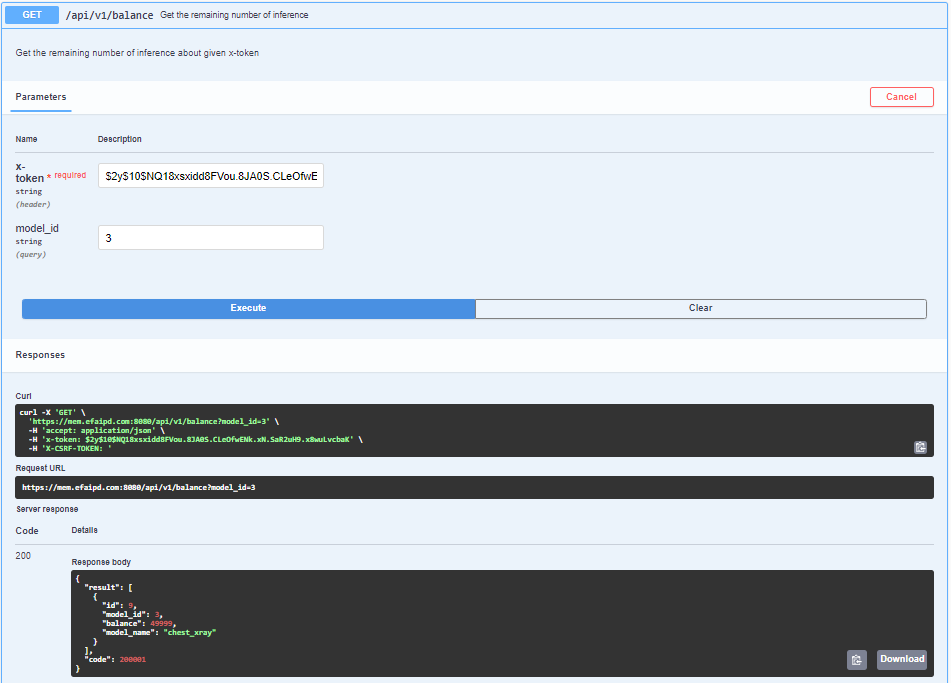 GET /api/v1/balance Get the remaining number of inference
Get the remaining number of inference about given x-token
Parameters
Cancel
Name Description
x-
token * required
string
(header)
$2y$10$NQ18xsxidd8FVou.8JA0S.CLeOfwE
model_id
string
(query)
3
Execute Clear
Responses
Curl
curl -X 'GET' \
'https://mem.efaipd.com:8080/api/v1/balance?model_id=3' \
-H 'accept: application/json' \
-H 'x-token: $2y$10$NQ18xsxidd8FVou.8JA0S.CLeOfwENk.xN.SaR2uH9.x8wuLvcbaK' \
-H 'X-CSRF-TOKEN: '
Request URL
https://mem.efaipd.com:8080/api/v1/balance?model_id=3
Server response
Code Details
200
Response body
{
"result": [
{
"id": 9,
"model_id": 3,
"balance": 49999,
"model_name": "chest_xray"
}
],
"code": 200001
}
Download